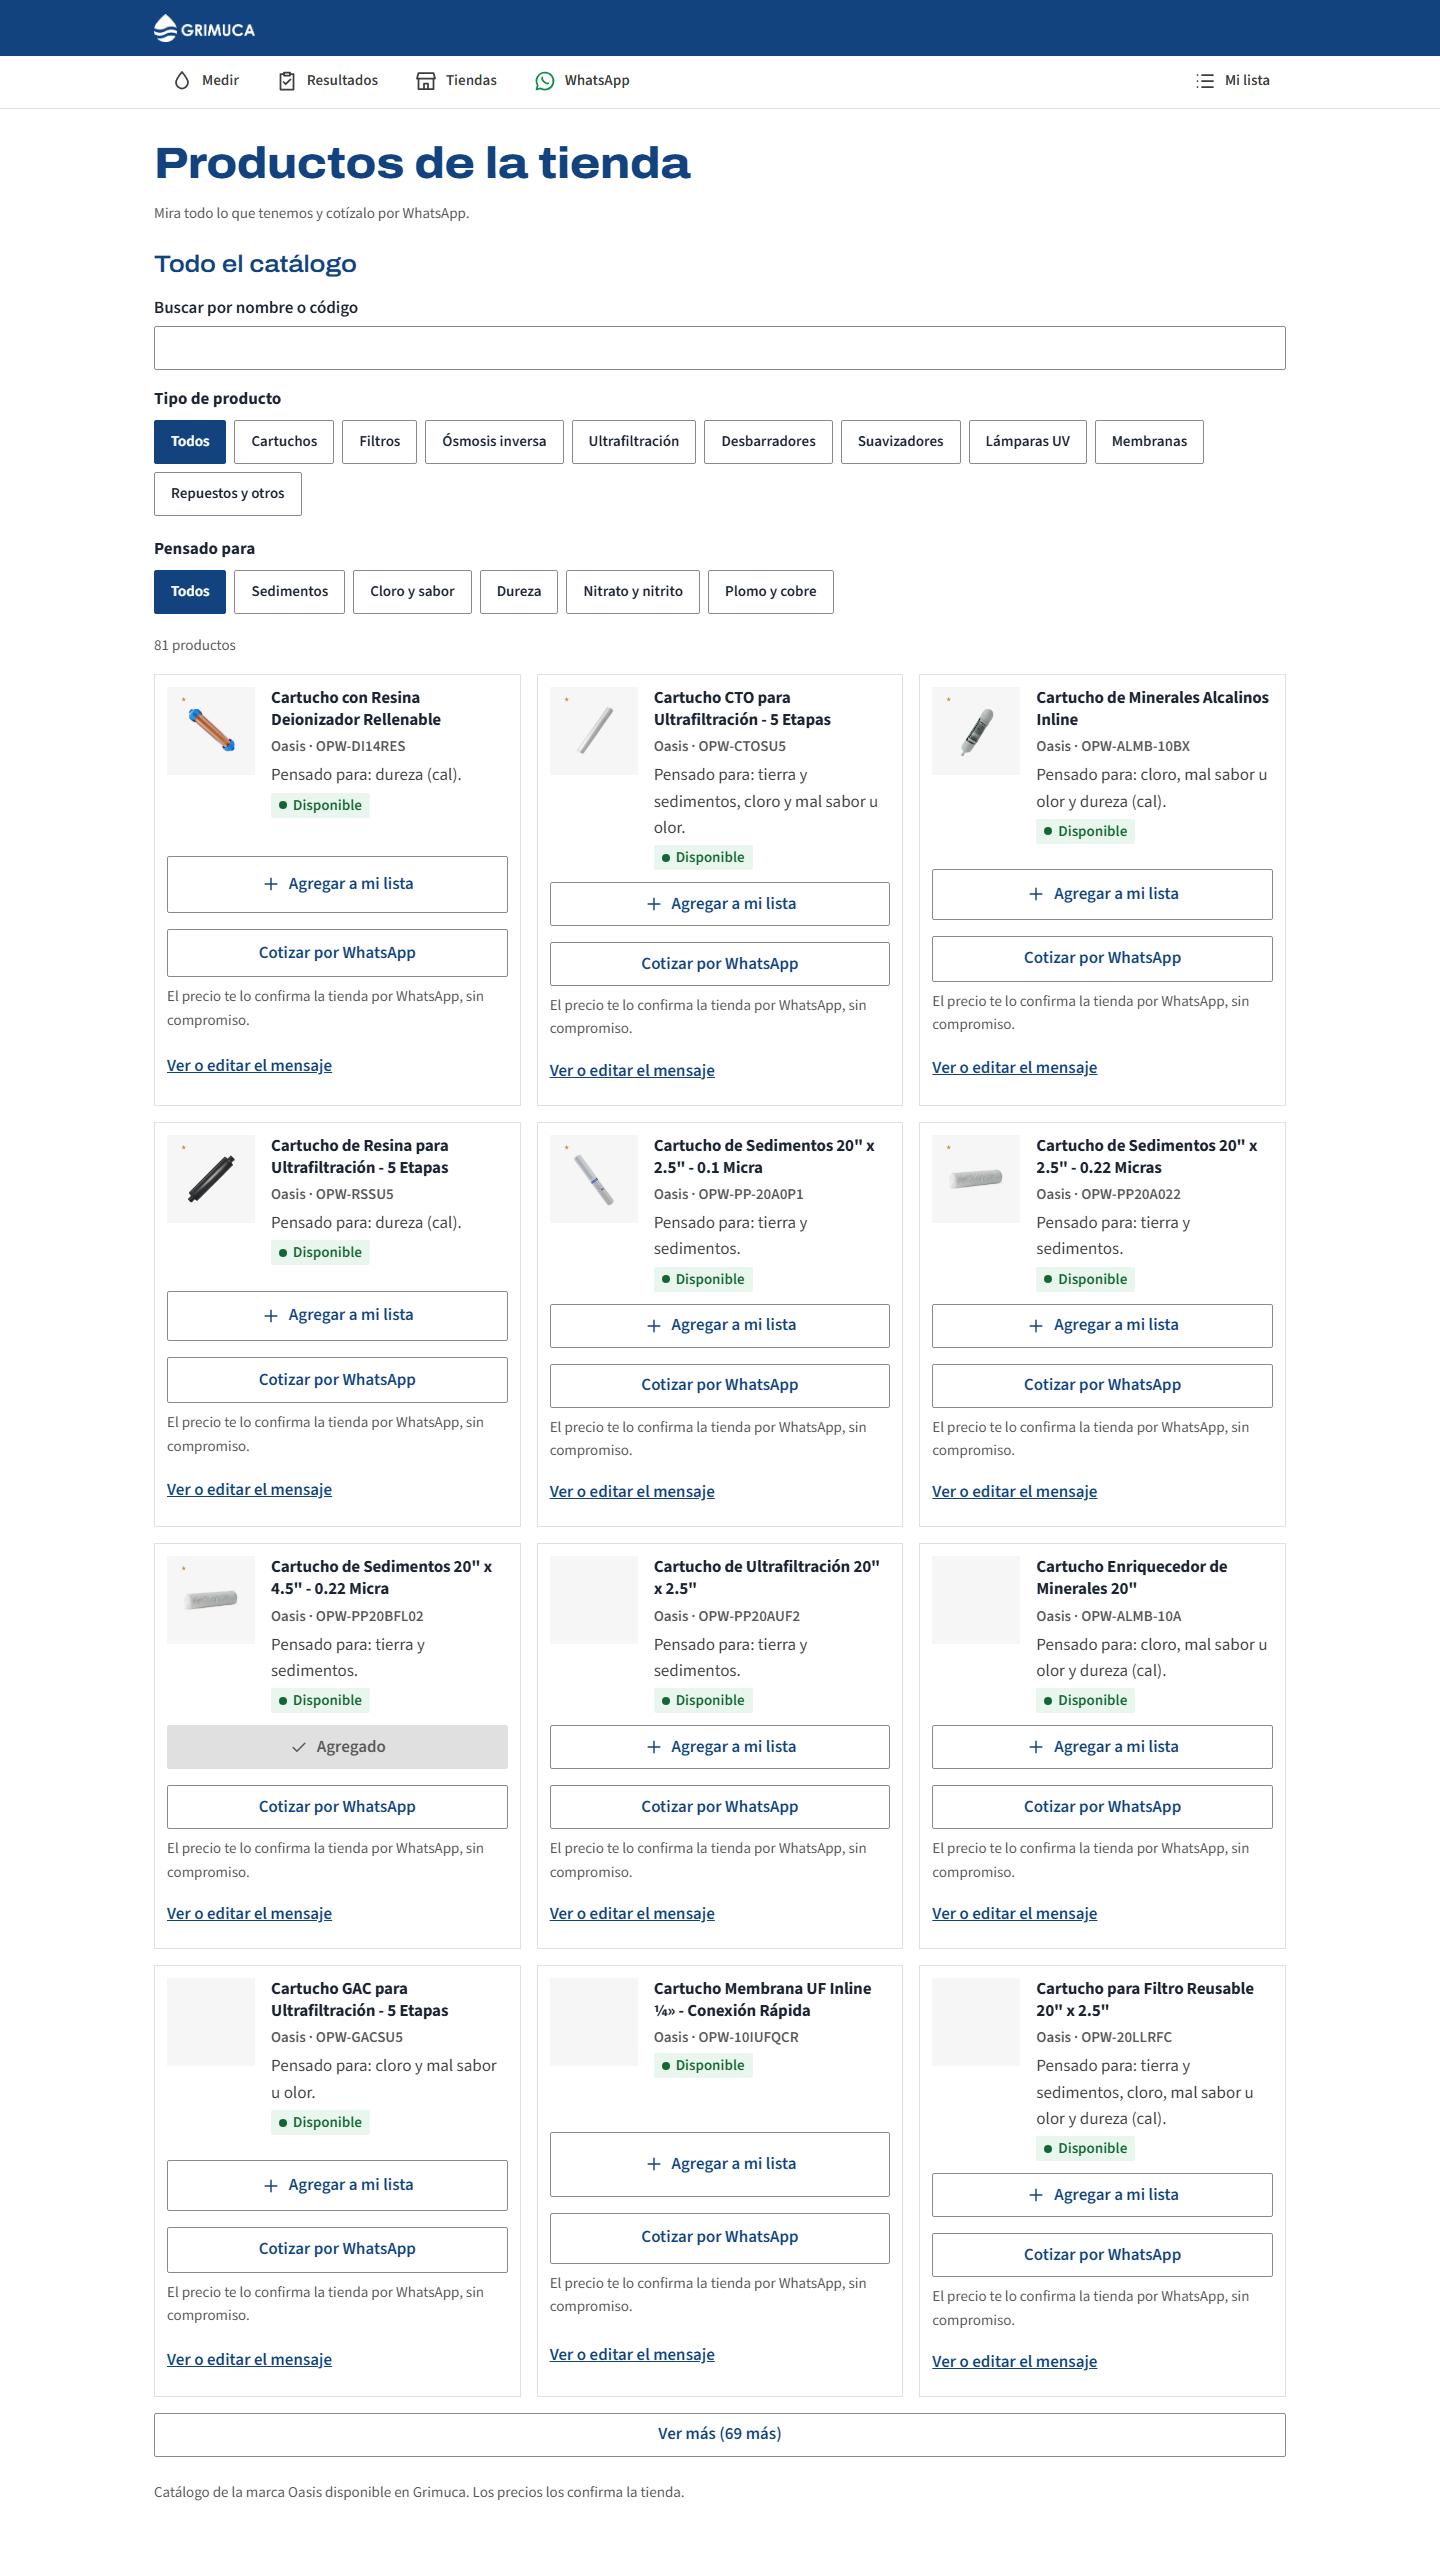 GRIMUCA
Medir
Resultados
Tiendas
WhatsApp
Mi lista
Productos de la tienda
Mira todo lo que tenemos y cotízalo por WhatsApp.
Todo el catálogo
Buscar por nombre o código
Tipo de producto
Todos
Cartuchos
Filtros
Ósmosis inversa
Ultrafiltración
Desbarradores
Suavizadores
Lámparas UV
Membranas
Repuestos y otros
Pensado para
Todos
Sedimentos
Cloro y sabor
Dureza
Nitrato y nitrito
Plomo y cobre
81 productos
Cartucho con Resina
Deionizador Rellenable
Oasis · OPW-DI14RES
Pensado para: dureza (cal).
Disponible
Agregar a mi lista
Cotizar por WhatsApp
El precio te lo confirma la tienda por WhatsApp, sin
compromiso.
Ver o editar el mensaje
Cartucho CTO para
Ultrafiltración - 5 Etapas
Oasis · OPW-CTOSU5
Pensado para: tierra y
sedimentos, cloro y mal sabor u
olor.
Disponible
Agregar a mi lista
Cotizar por WhatsApp
El precio te lo confirma la tienda por WhatsApp, sin
compromiso.
Ver o editar el mensaje
Cartucho de Minerales Alcalinos
Inline
Oasis · OPW-ALMB-10BX
Pensado para: cloro, mal sabor u
olor y dureza (cal).
Disponible
Agregar a mi lista
Cotizar por WhatsApp
El precio te lo confirma la tienda por WhatsApp, sin
compromiso.
Ver o editar el mensaje
Cartucho de Resina para
Ultrafiltración - 5 Etapas
Oasis · OPW-RSSU5
Pensado para: dureza (cal).
Disponible
Agregar a mi lista
Cotizar por WhatsApp
El precio te lo confirma la tienda por WhatsApp, sin
compromiso.
Ver o editar el mensaje
Cartucho de Sedimentos 20" x
2.5" - 0.1 Micra
Oasis · OPW-PP-20A0P1
Pensado para: tierra y
sedimentos.
Disponible
Agregar a mi lista
Cotizar por WhatsApp
El precio te lo confirma la tienda por WhatsApp, sin
compromiso.
Ver o editar el mensaje
Cartucho de Sedimentos 20" x
2.5" - 0.22 Micras
Oasis · OPW-PP20A022
Pensado para: tierra y
sedimentos.
Disponible
Agregar a mi lista
Cotizar por WhatsApp
El precio te lo confirma la tienda por WhatsApp, sin
compromiso.
Ver o editar el mensaje
Cartucho de Sedimentos 20" x
4.5" - 0.22 Micra
Oasis · OPW-PP20BFL02
Pensado para: tierra y
sedimentos.
Disponible
Agregado
Cotizar por WhatsApp
El precio te lo confirma la tienda por WhatsApp, sin
compromiso.
Ver o editar el mensaje
Cartucho de Ultrafiltración 20"
x 2.5"
Oasis · OPW-PP20AUF2
Pensado para: tierra y
sedimentos.
Disponible
Agregar a mi lista
Cotizar por WhatsApp
El precio te lo confirma la tienda por WhatsApp, sin
compromiso.
Ver o editar el mensaje
Cartucho Enriquecedor de
Minerales 20"
Oasis · OPW-ALMB-10A
Pensado para: cloro, mal sabor u
olor y dureza (cal).
Disponible
Agregar a mi lista
Cotizar por WhatsApp
El precio te lo confirma la tienda por WhatsApp, sin
compromiso.
Ver o editar el mensaje
Cartucho GAC para
Ultrafiltración - 5 Etapas
Oasis · OPW-GACSU5
Pensado para: cloro y mal sabor
u olor.
Disponible
Agregar a mi lista
Cotizar por WhatsApp
El precio te lo confirma la tienda por WhatsApp, sin
compromiso.
Ver o editar el mensaje
Cartucho Membrana UF Inline
¼» - Conexión Rápida
Oasis · OPW-10IUFQCR
Disponible
Agregar a mi lista
Cotizar por WhatsApp
El precio te lo confirma la tienda por WhatsApp, sin
compromiso.
Ver o editar el mensaje
Cartucho para Filtro Reusable
20" x 2.5"
Oasis · OPW-20LLRFC
Pensado para: tierra y
sedimentos, cloro, mal sabor u
olor y dureza (cal).
Disponible
Agregar a mi lista
Cotizar por WhatsApp
El precio te lo confirma la tienda por WhatsApp, sin
compromiso.
Ver o editar el mensaje
Ver más (69 más)
Catálogo de la marca Oasis disponible en Grimuca. Los precios los confirma la tienda.